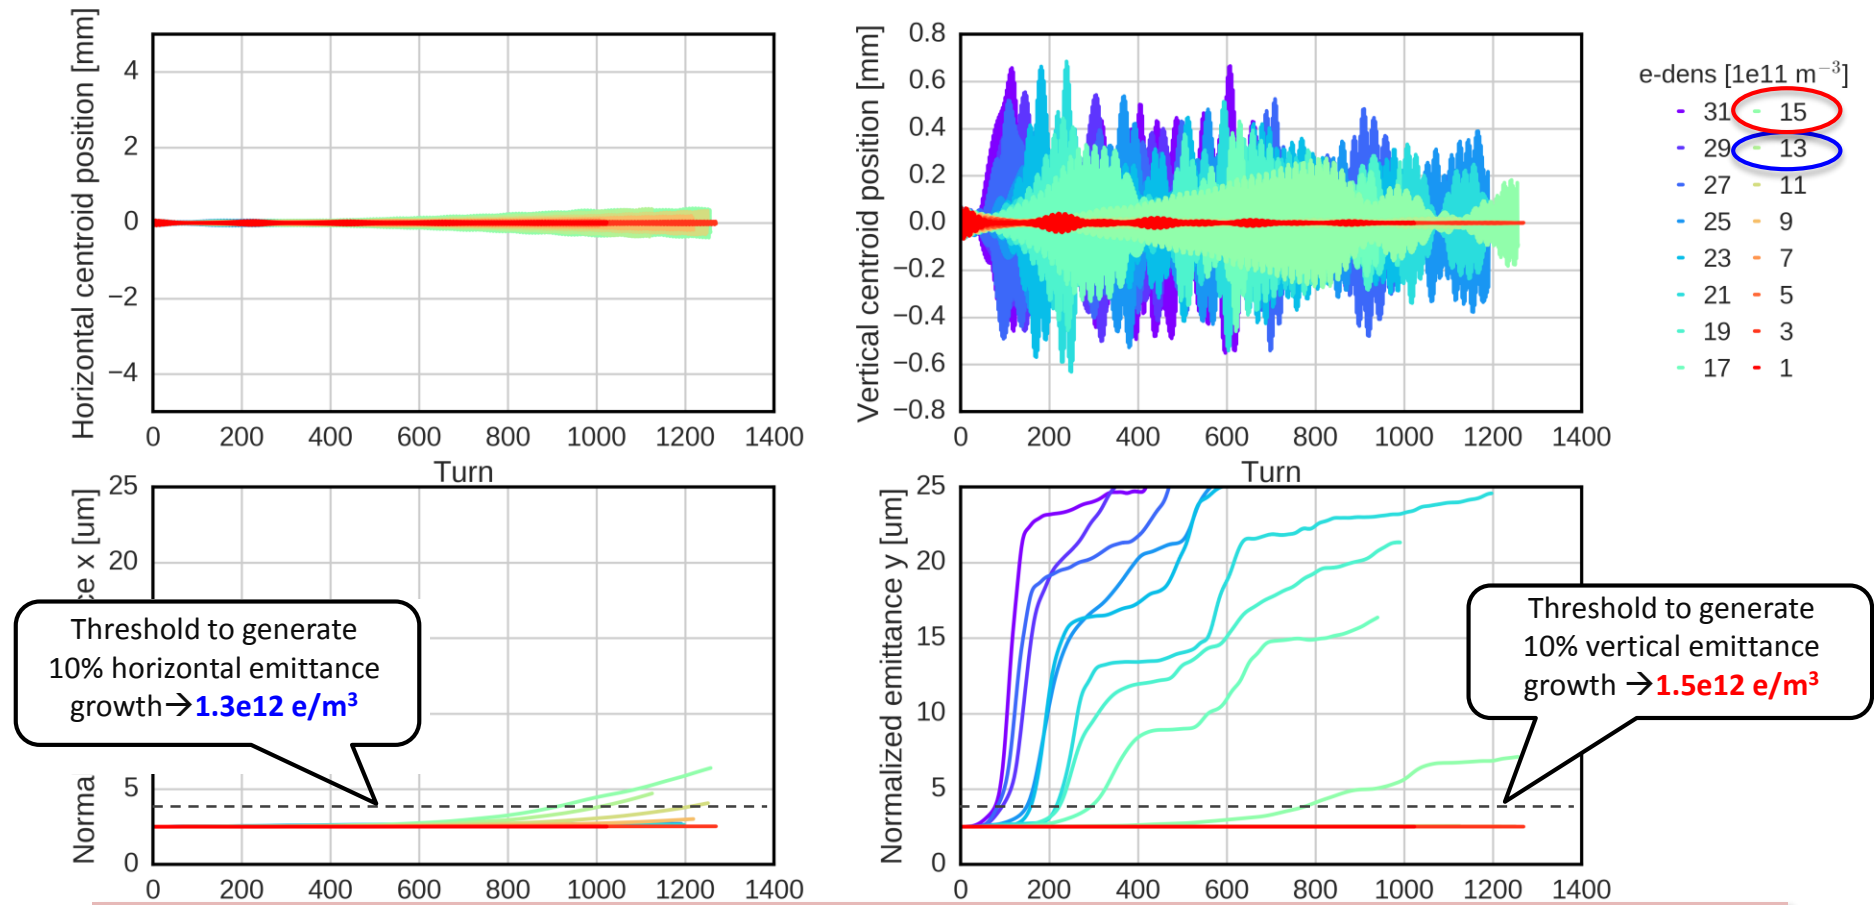 Horizontal centroid position [mm]
4
2
0
−2
−4
0 200 400 600 800 1000 1200 1400
Turn
Vertical centroid position [mm]
0.8
0.6
0.4
0.2
0.0
−0.2
−0.4
−0.6
−0.8
0 200 400 600 800 1000 1200 1400
Turn
e-dens [1e11 m⁻³]
31 15
29 13
27 11
25 9
23 7
21 5
19 3
17 1
ce x [um]
Norma
25
20
5
0
0 200 400 600 800 1000 1200 1400
Threshold to generate
10% horizontal emittance
growth→1.3e12 e/m³
Normalized emittance y [um]
25
20
15
10
5
0
0 200 400 600 800 1000 1200 1400
Threshold to generate
10% vertical emittance
growth →1.5e12 e/m³